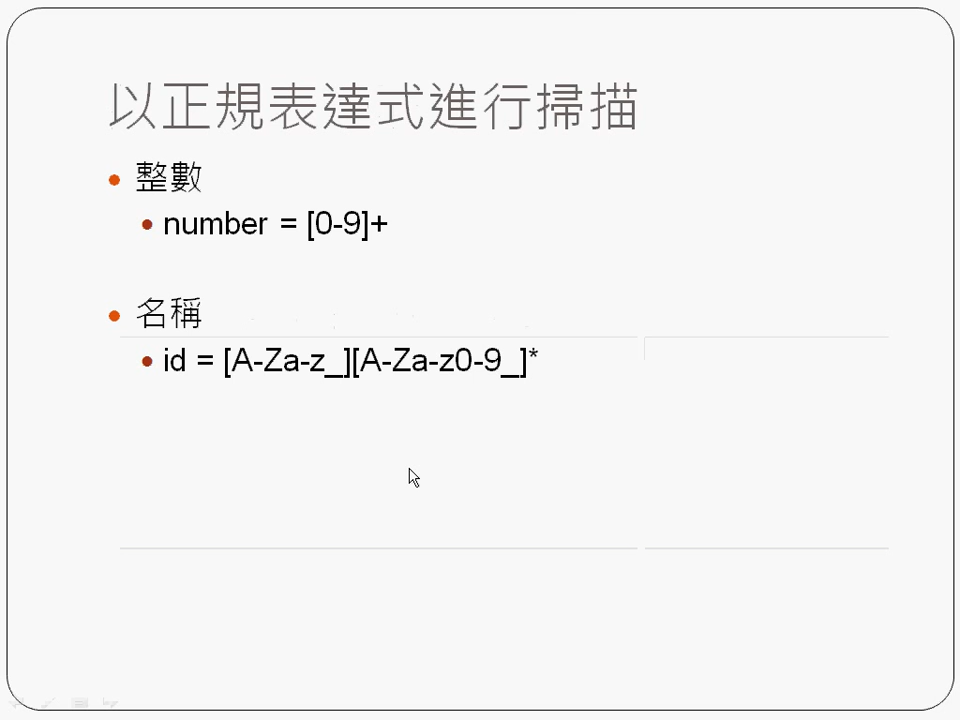 以正規表達式進行掃描
整數
number = [0-9]+
名稱
id = [A-Za-z_][A-Za-z0-9_]*